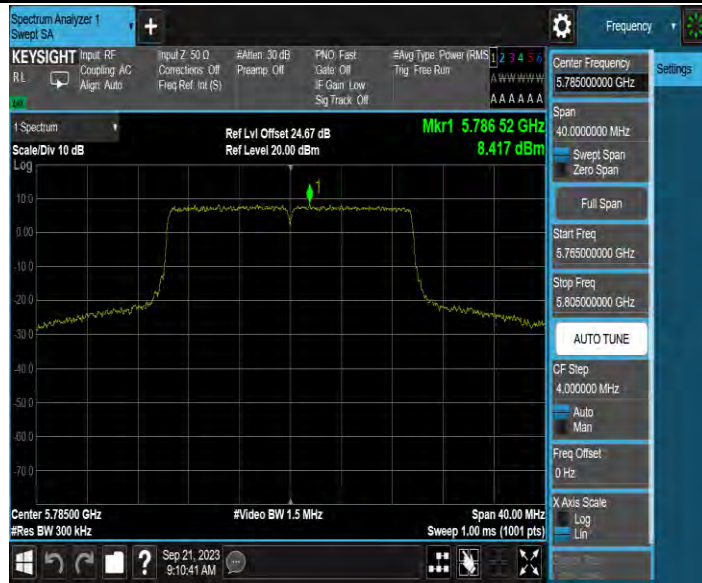 Spectrum Analyzer 1
Swept SA
+
Frequency
KEYSIGHT
RL
Input: RF
Coupling: AC
Align: Auto
Input Z: 50 Ω
Corrections: Off
Freq Ref: Int (S)
#Atten: 30 dB
Preamp: Off
PNO: Fast
Gate: Off
IF Gain: Low
Sig Track: Off
#Avg Type: Power (RMS
Trig: Free Run
1 2 3 4 5 6
A W W W W W
A A A A A A
1 Spectrum
Scale/Div 10 dB
Log
Ref Lvl Offset 24.67 dB
Ref Level 20.00 dBm
Mkr1 5.786 52 GHz
8.417 dBm
1
10.0
0.00
-10.0
-20.0
-30.0
-40.0
-50.0
-60.0
-70.0
Center 5.78500 GHz
#Res BW 300 kHz
#Video BW 1.5 MHz
Span 40.00 MHz
Sweep 1.00 ms (1001 pts)
Center Frequency
5.785000000 GHz
Settings
Span
40.0000000 MHz
Swept Span
Zero Span
Full Span
Start Freq
5.765000000 GHz
Stop Freq
5.805000000 GHz
AUTO TUNE
CF Step
4.000000 MHz
Auto
Man
Freq Offset
0 Hz
X Axis Scale
Log
Lin
?
Sep 21, 2023
9:10:41 AM